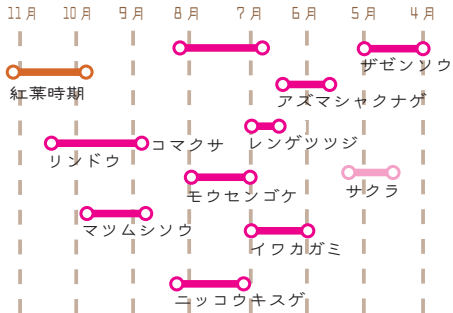 11月 10月 9月 8月 7月 6月 5月 4月
ザゼンソウ
紅葉時期
アズマシャクナゲ
コマクサ
レンゲツツジ
リンドウ
モウセンゴケ
サクラ
マツムシソウ
イワカガミ
ニッコウキスゲ